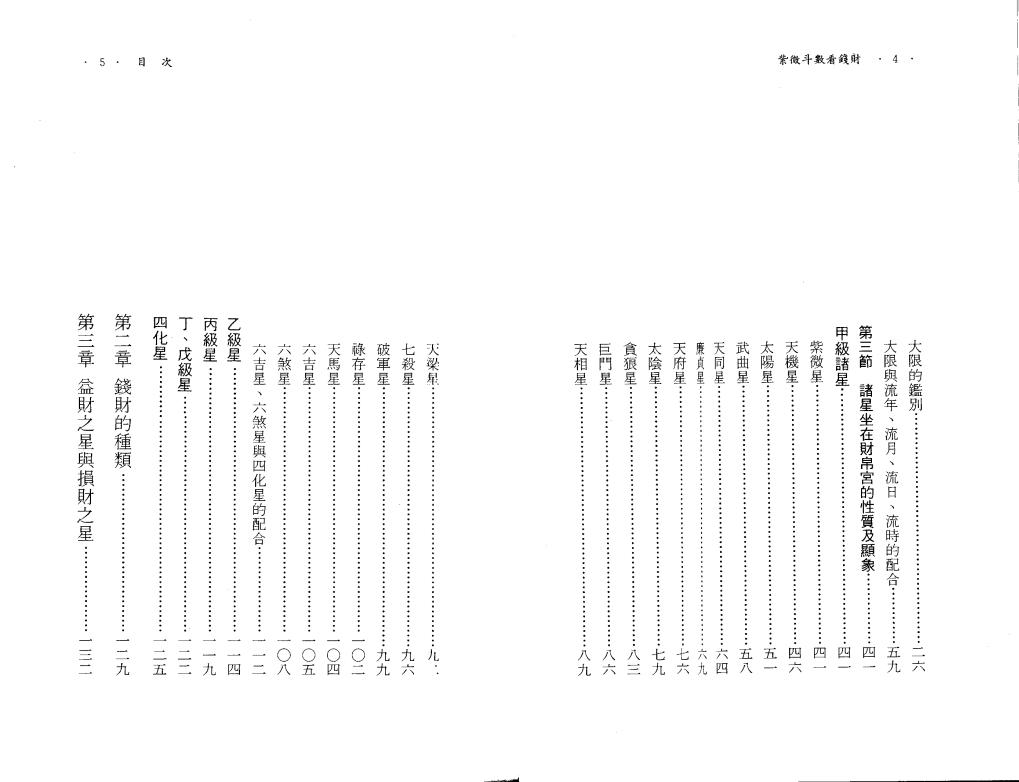 紫微斗數看錢財 ・4・
大限的鑑別……二六
大限與流年、流月、流日、流時的配合……五九
第三節 諸星坐在財帛宮的性質及顯象……四一
甲級諸星……四一
紫微星……四一
天機星……四六
太陽星……五一
武曲星……五八
天同星……六四
廉貞星……六九
天府星……七六
太陰星……七九
貪狼星……八三
巨門星……八六
天相星……八九
・5・ 目次
天梁星……九
七殺星……九六
破軍星……九九
祿存星……一〇二
天馬星……一〇四
六吉星……一〇五
六煞星……一〇八
六吉星、六煞星與四化星的配合……一一二
乙級星……一一四
丙級星……一一九
丁、戊級星……一二二
四化星……一二五
第二章 錢財的種類……一二九
第三章 益財之星與損財之星……一三二